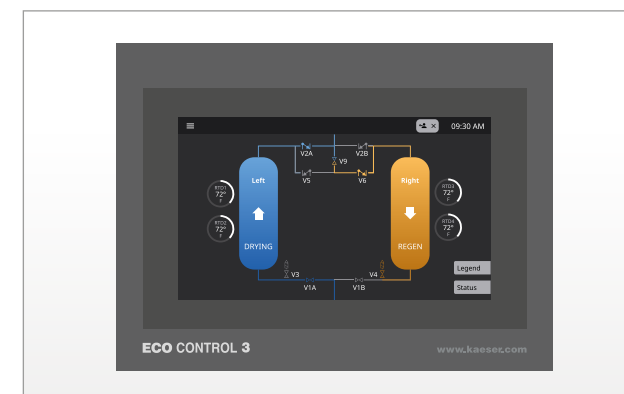 09:30 AM
V2A
V2B
V9
V5
V6
Left
Right
RTD1
72°
F
RTD3
72°
F
RTD2
72°
F
RTD4
72°
F
DRYING
REGEN
V3
V4
V1A
V1B
Legend
Status
ECO CONTROL 3
www.kaeser.com